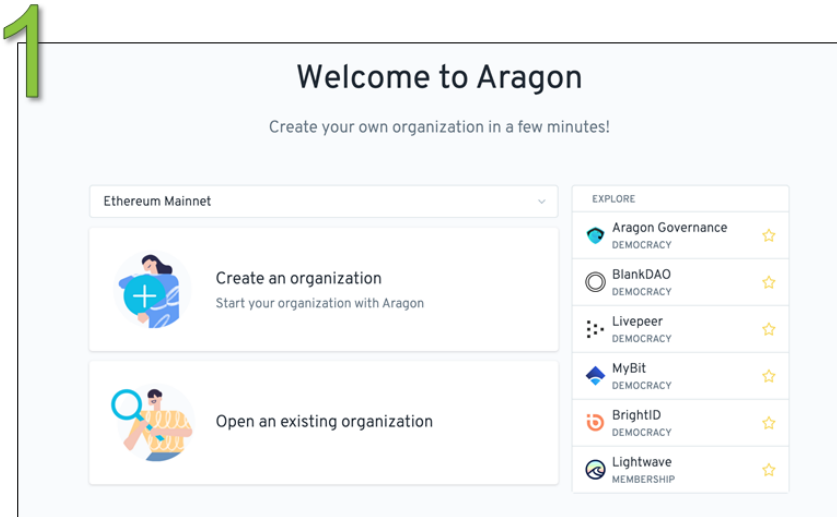 1
Welcome to Aragon
Create your own organization in a few minutes!
Ethereum Mainnet
Create an organization
Start your organization with Aragon
Open an existing organization
EXPLORE
Aragon Governance
DEMOCRACY
BlankDAO
DEMOCRACY
Livepeer
DEMOCRACY
MyBit
DEMOCRACY
BrightID
DEMOCRACY
Lightwave
MEMBERSHIP